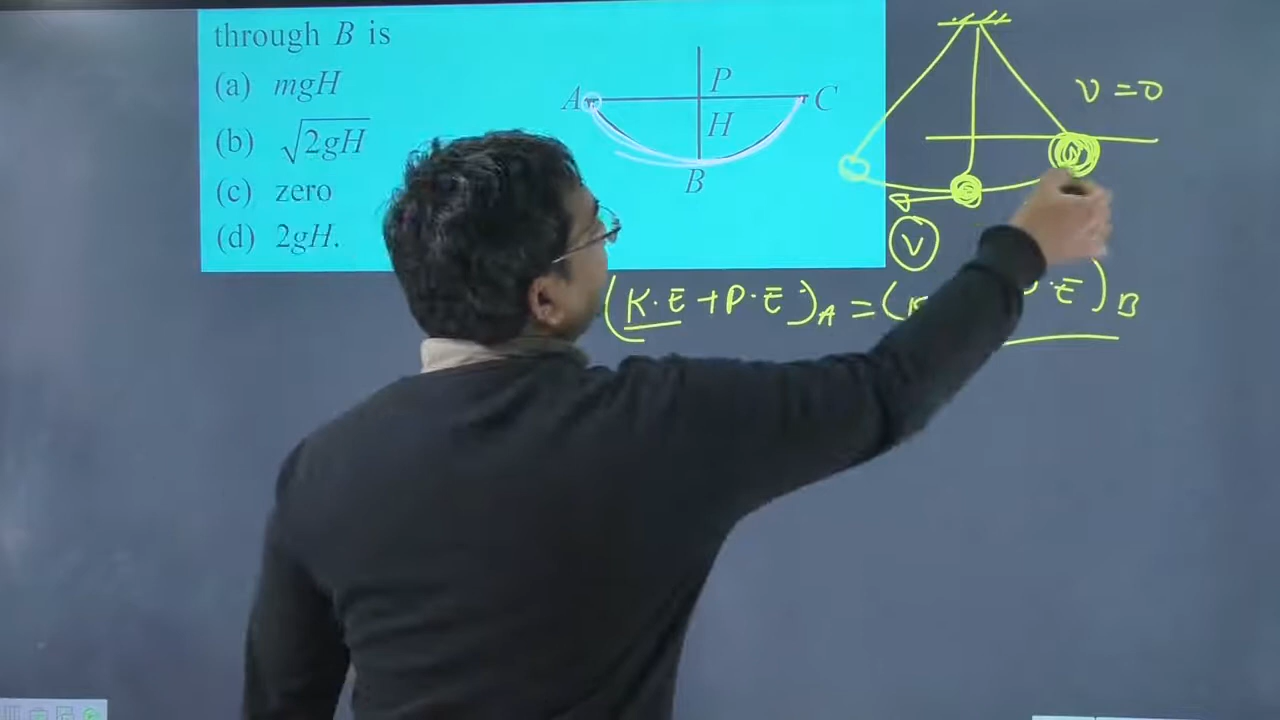 through B is
(a) mgH
(b) √2gH
(c) zero
(d) 2gH.
A
P
C
H
B
v = 0
V
(K.E + P.E)A = ( .E)B